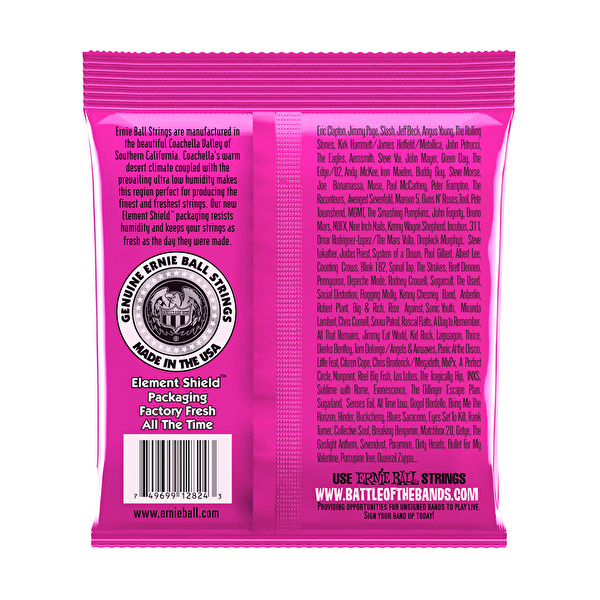 Ernie Ball Strings are manufactured in
the beautiful Coachella Valley of
Southern California. Coachella's warm
desert climate coupled with the
prevailing ultra low humidity makes
this region perfect for producing the
finest and freshest strings. Our new
Element Shield™ packaging resists
humidity and keeps your strings as
fresh as the day they were made.
GENUINE ERNIE BALL STRINGS
MADE IN THE USA
Element Shield™
Packaging
Factory Fresh
All The Time
7 49699 12824 3
www.ernieball.com
Eric Clapton, Jimmy Page, Slash, Jeff Beck, Angus Young, The Rolling
Stones, Kirk Hammett/James Hetfield/Metallica, John Petrucci,
The Eagles, Aerosmith, Steve Vai, John Mayer, Green Day, The
Edge/U2, Andy McKee, Iron Maiden, Buddy Guy, Steve Morse,
Joe Bonamassa, Muse, Paul McCartney, Peter Frampton, The
Raconteurs, Avenged Sevenfold, Maroon 5, Guns N' Roses, Tool, Pete
Townshend, MGMT, The Smashing Pumpkins, John Fogerty, Bruno
Mars, NOFX, Nine Inch Nails, Kenny Wayne Shepherd, Incubus, 311,
Omar Rodriguez-Lopez/The Mars Volta, Dropkick Murphys, Steve
Lukather, Judas Priest, System of a Down, Paul Gilbert, Albert Lee,
Counting Crows, Blink 182, Spinal Tap, The Strokes, Brett Dennen,
Pennywise, Depeche Mode, Rodney Crowell, Sugarcult, The Used,
Social Distortion, Flogging Molly, Kenny Chesney Band, Anberlin,
Robert Plant, Big & Rich, Rise Against, Sonic Youth, Miranda
Lambert, Chris Cornell, Snow Patrol, Rascal Flatts, A Day to Remember,
All That Remains, Jimmy Eat World, Kid Rock, Laguardia, Thrice,
Dierks Bentley, Tom Delonge/Angels & Airwaves, Panic At the Disco,
Little Feat, Citizen Cope, Chris Broderick/Megadeth, MxPx, A Perfect
Circle, Nonpoint, Reel Big Fish, Los Lobos, The Tragically Hip, INXS,
Sublime with Rome, Evanescence, The Dillinger Escape Plan,
Sugarland, Senses Fail, All Time Low, Gogol Bordello, Bring Me The
Horizon, Hinder, Buckcherry, Blues Saraceno, Eyes Set To Kill, Frank
Turner, Collective Soul, Breaking Benjamin, Matchbox 20, Gotye, The
Gaslight Anthem, Sevendust, Paramore, Dirty Heads, Bullet For My
Valentine, Porcupine Tree, Dweezil Zappa...
USE ERNIE BALL STRINGS
WWW.BATTLEOFTHEBANDS.COM
Providing opportunities for unsigned bands to play live.
Sign your band up today!